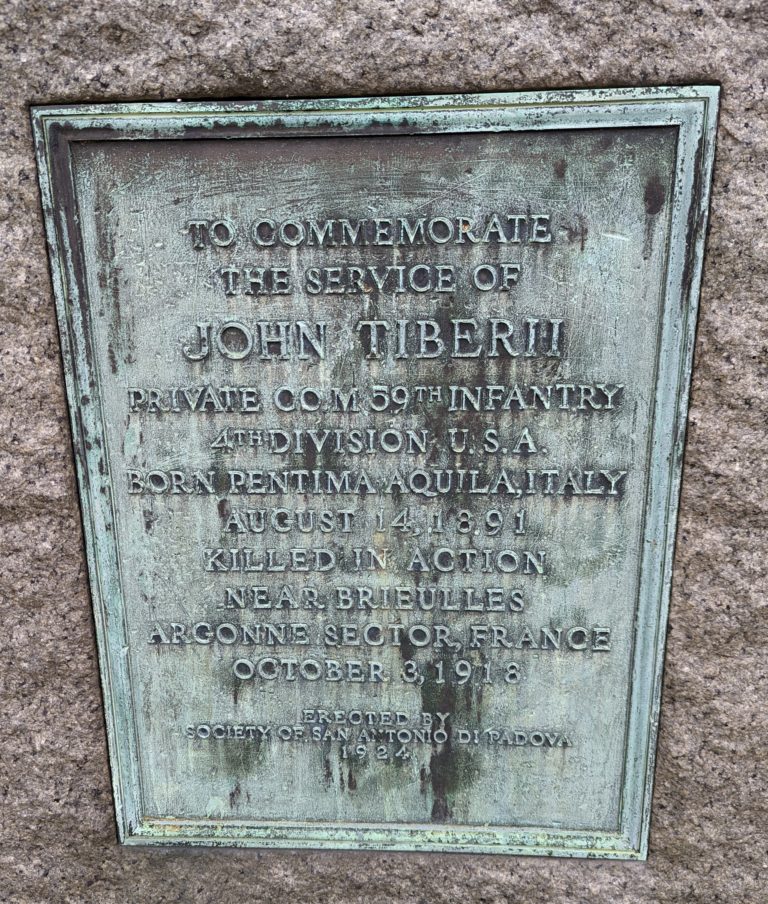 TO COMMEMORATE
THE SERVICE OF
JOHN TIBERII
PRIVATE CO. M 59TH INFANTRY
4TH DIVISION U.S.A.
BORN PENTIMA AQUILA, ITALY
AUGUST 14, 1891
KILLED IN ACTION
NEAR BRIEULLES
ARGONNE SECTOR, FRANCE
OCTOBER 3, 1918
ERECTED BY
SOCIETY OF SAN ANTONIO DI PADOVA
1924